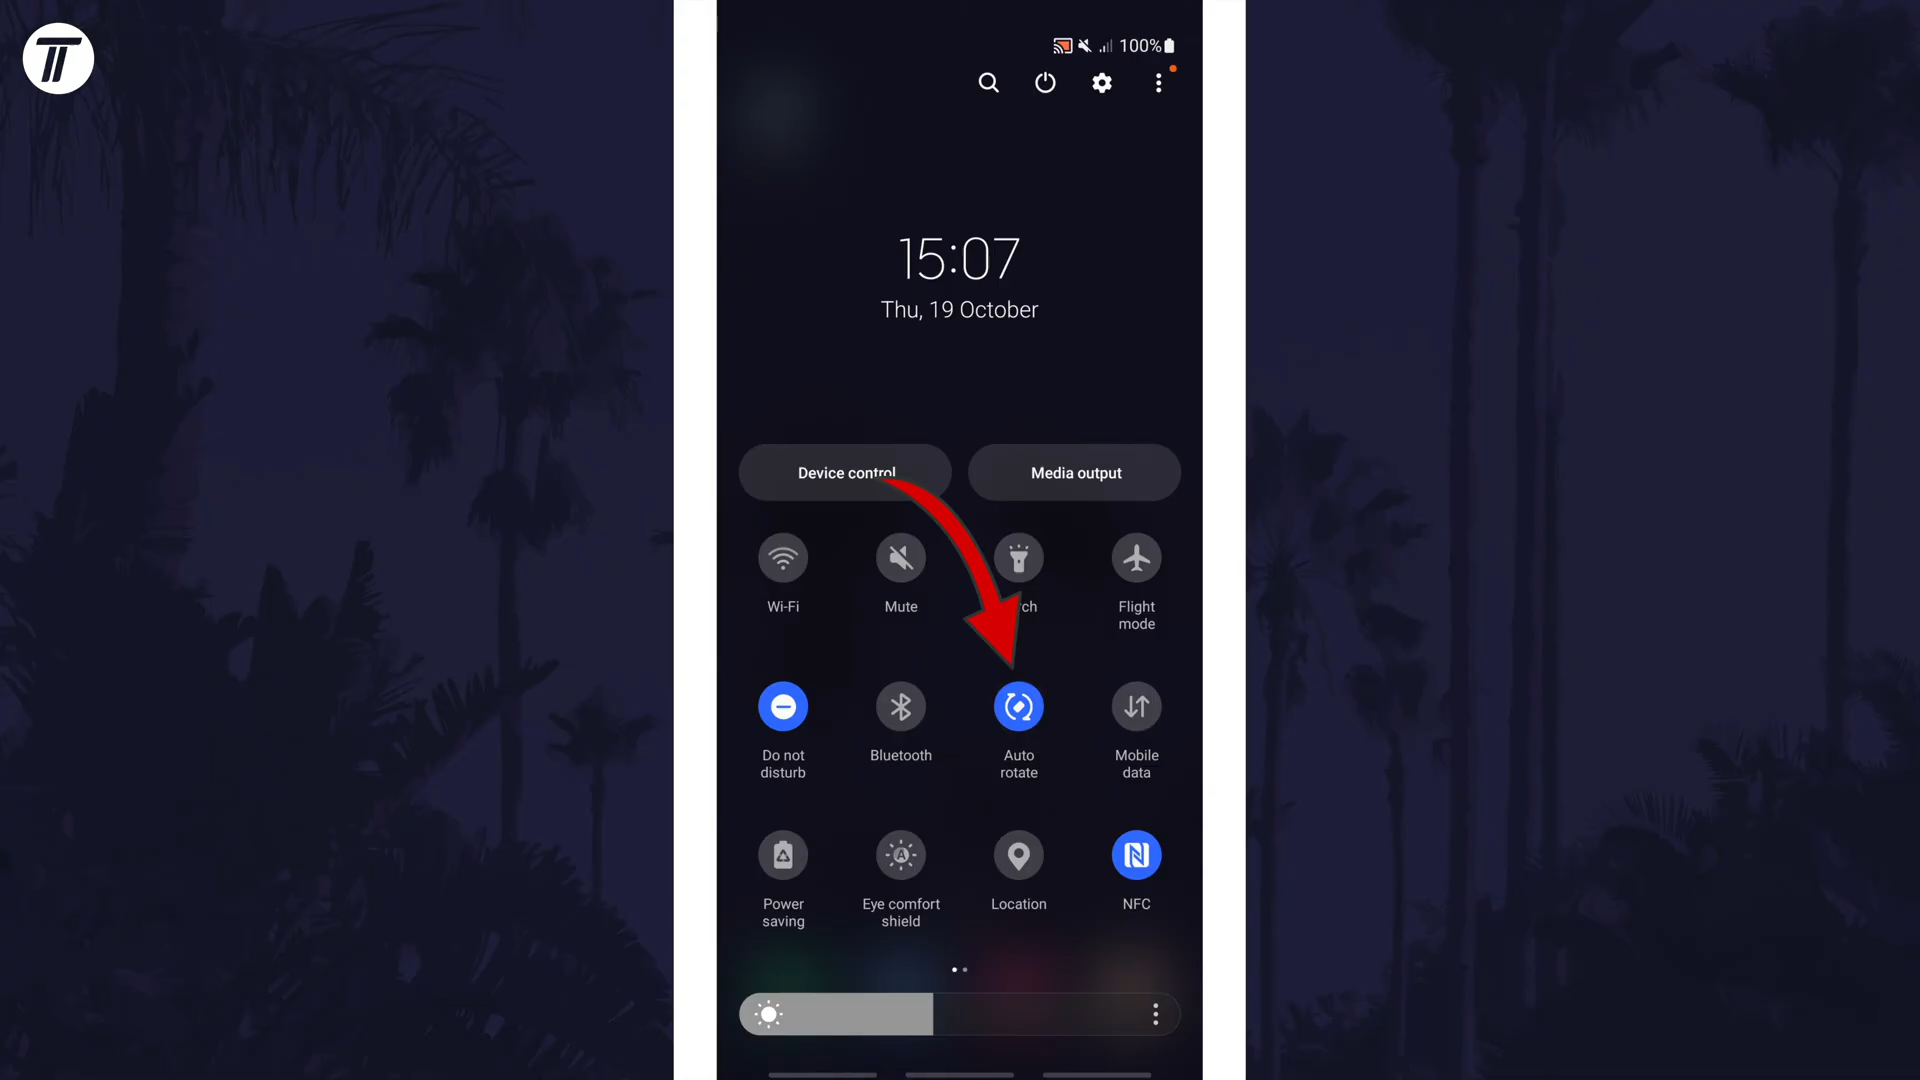 100%
15:07
Thu, 19 October
Device control
Media output
Wi-Fi
Mute
rch
Flight
mode
Do not
disturb
Bluetooth
Auto
rotate
Mobile
data
Power
saving
Eye comfort
shield
Location
NFC